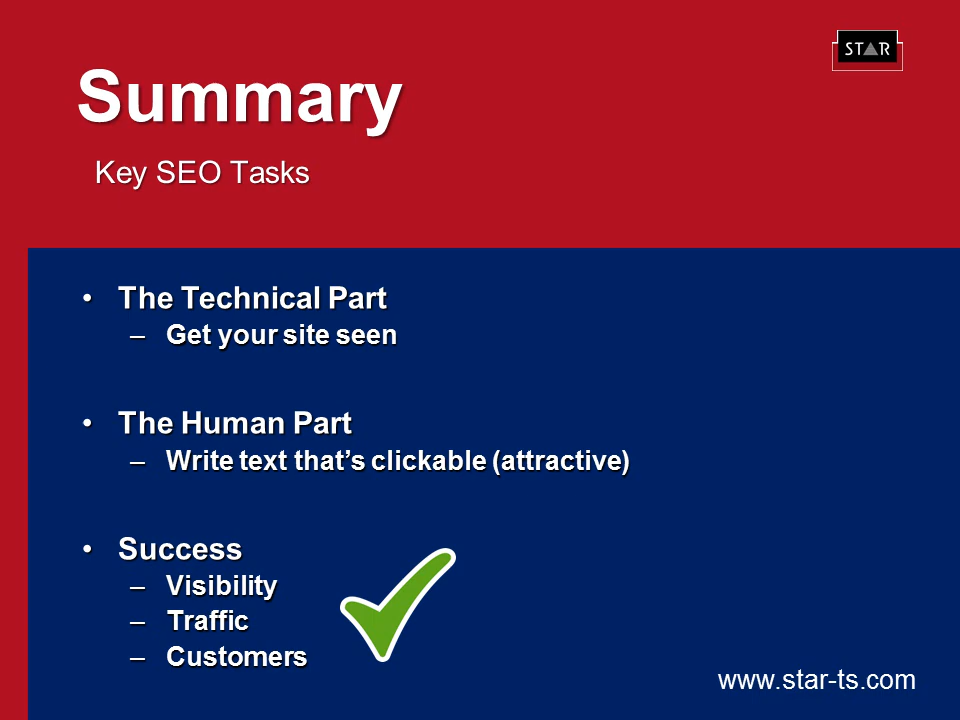 STAR
Summary
Key SEO Tasks
• The Technical Part
– Get your site seen
• The Human Part
– Write text that’s clickable (attractive)
• Success
– Visibility
– Traffic
– Customers
www.star-ts.com